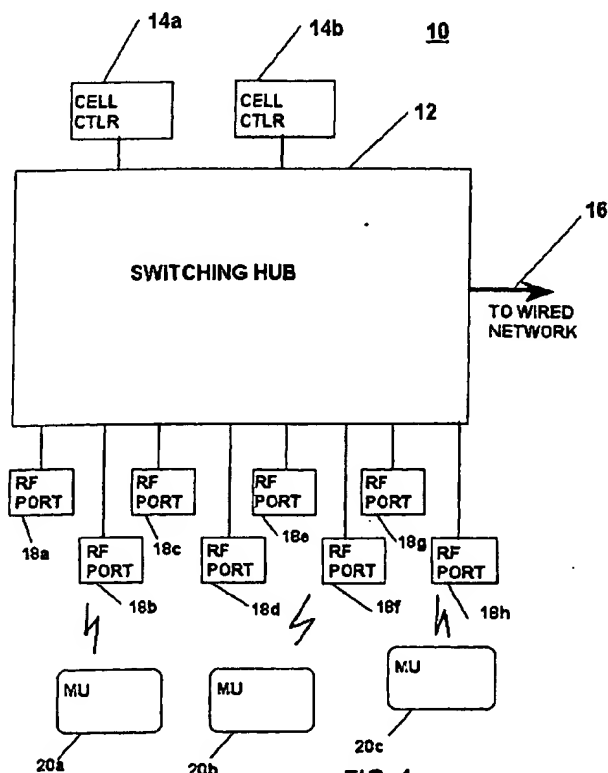 14a
14b
10
CELL
CTLR
CELL
CTLR
12
16
SWITCHING HUB
TO WIRED
NETWORK
RF
PORT
RF
PORT
RF
PORT
RF
PORT
18a
18c
18e
18g
RF
PORT
RF
PORT
RF
PORT
RF
PORT
18b
18d
18f
18h
MU
MU
MU
20a
20b
20c